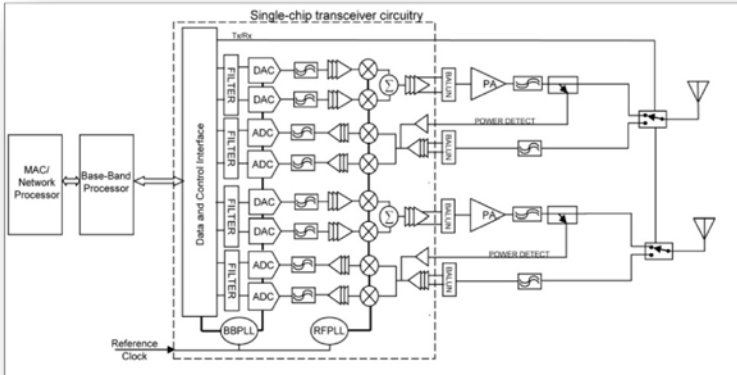 Single-chip transceiver circuitry
Tx/Rx
MAC/
Network
Processor
Base-Band
Processor
Data and Control Interface
FILTER
DAC
DAC
Σ
BALUN
PA
FILTER
ADC
ADC
POWER DETECT
BALUN
FILTER
DAC
DAC
Σ
BALUN
PA
FILTER
ADC
ADC
POWER DETECT
BALUN
BBPLL
RFPLL
Reference
Clock